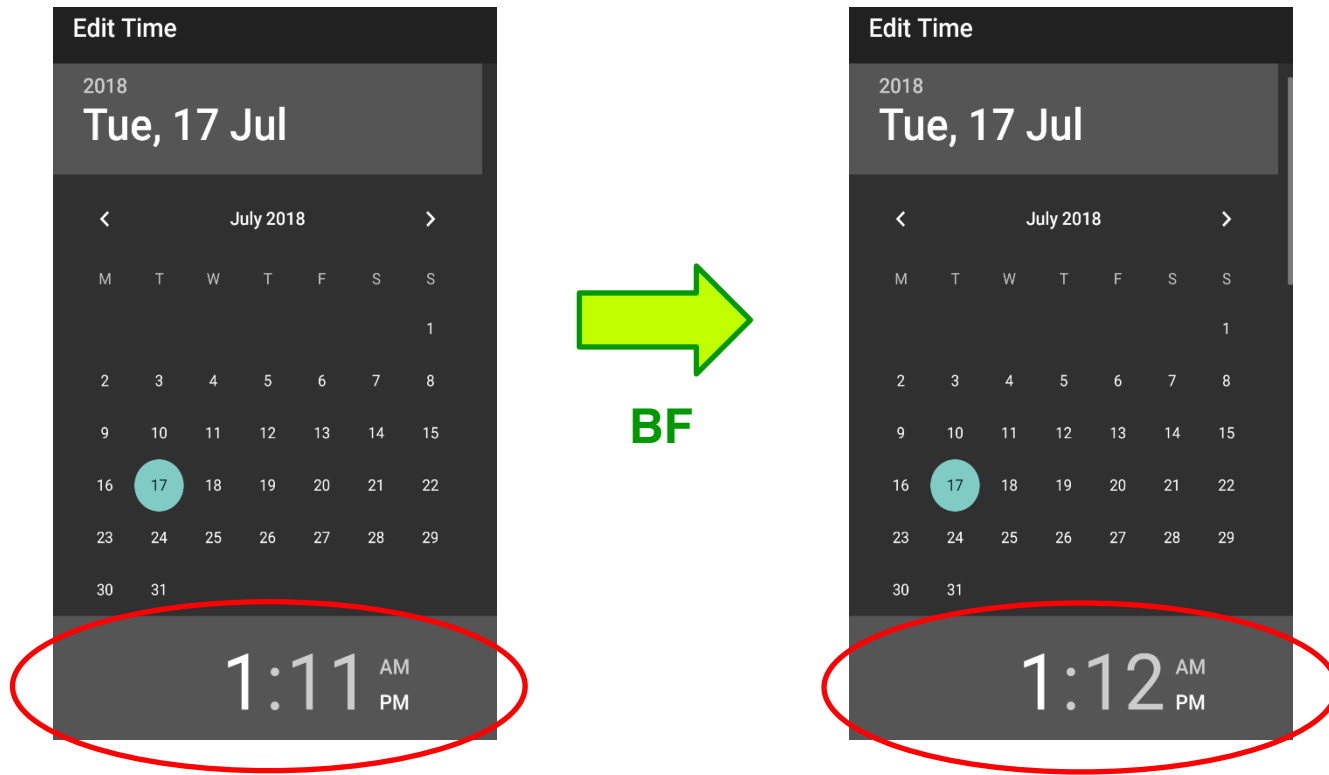 Edit Time
2018
Tue, 17 Jul
July 2018
M T W T F S S
1
2 3 4 5 6 7 8
9 10 11 12 13 14 15
16 17 18 19 20 21 22
23 24 25 26 27 28 29
30 31
1:11 AM
PM
BF
Edit Time
2018
Tue, 17 Jul
July 2018
M T W T F S S
1
2 3 4 5 6 7 8
9 10 11 12 13 14 15
16 17 18 19 20 21 22
23 24 25 26 27 28 29
30 31
1:12 AM
PM